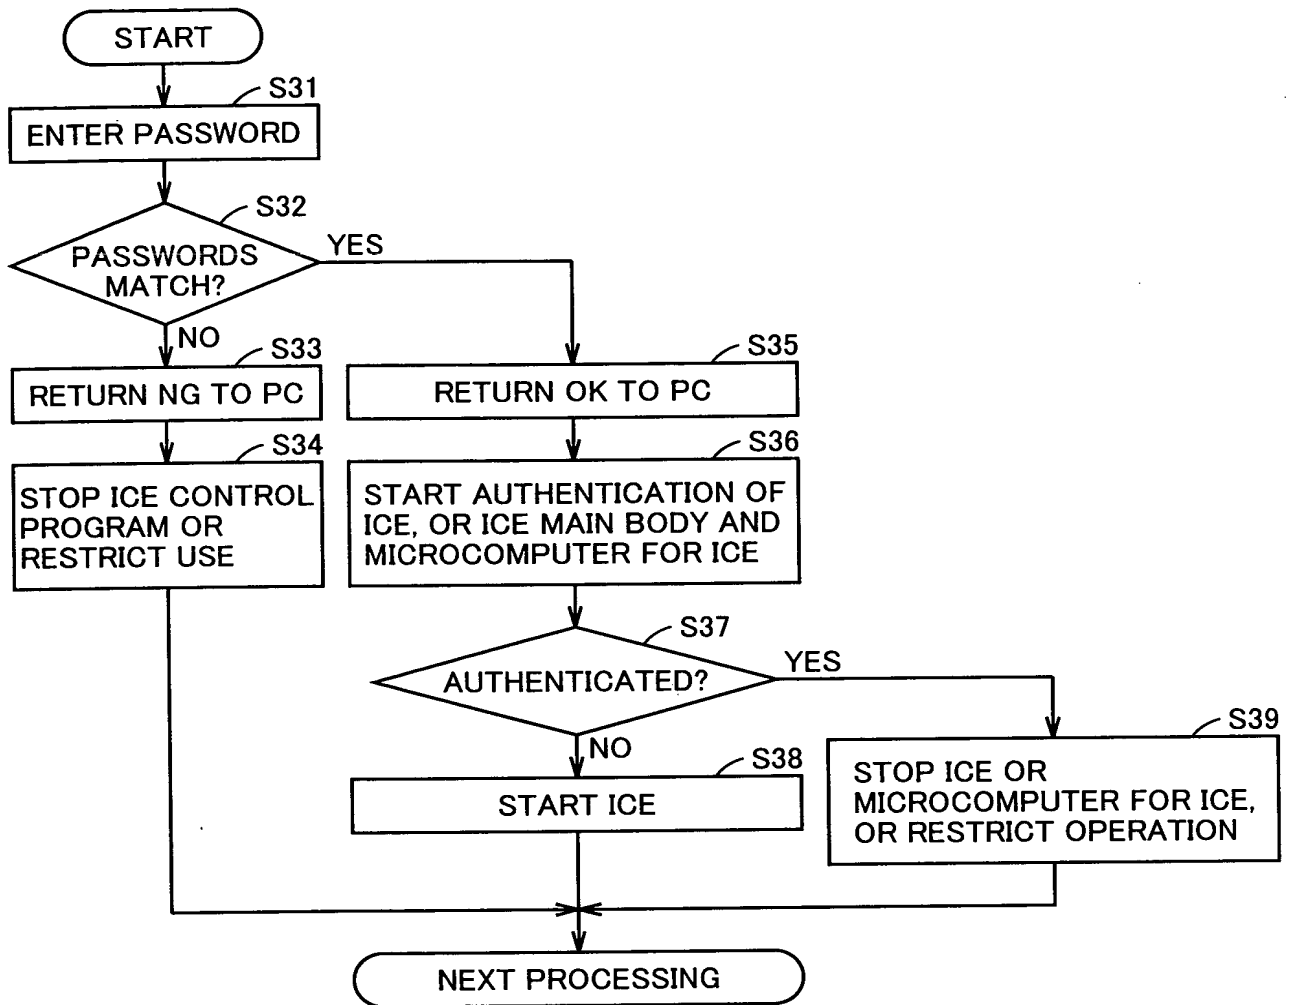 START
S31
ENTER PASSWORD
S32
PASSWORDS
MATCH?
YES
NO
S33
RETURN NG TO PC
S34
STOP ICE CONTROL
PROGRAM OR
RESTRICT USE
S35
RETURN OK TO PC
S36
START AUTHENTICATION OF
ICE, OR ICE MAIN BODY AND
MICROCOMPUTER FOR ICE
S37
AUTHENTICATED?
YES
NO
S38
START ICE
S39
STOP ICE OR
MICROCOMPUTER FOR ICE,
OR RESTRICT OPERATION
NEXT PROCESSING